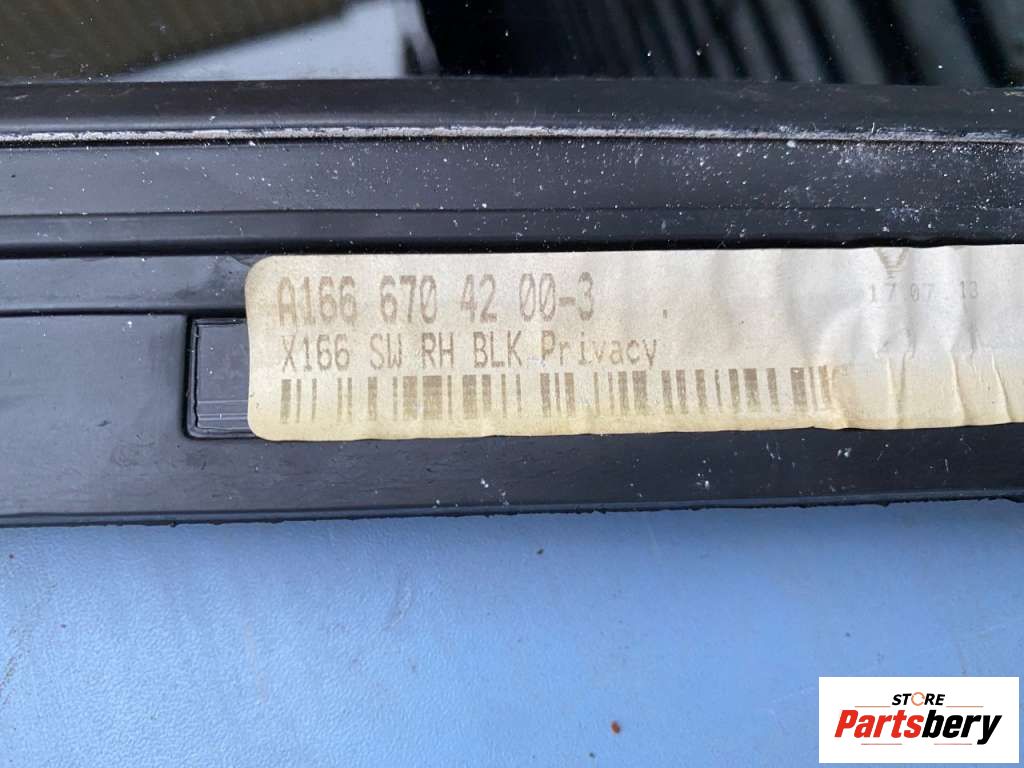 A166 670 42 00-3
17 07 13
X166 SW RH BLK Privacy
STORE
Partsbery